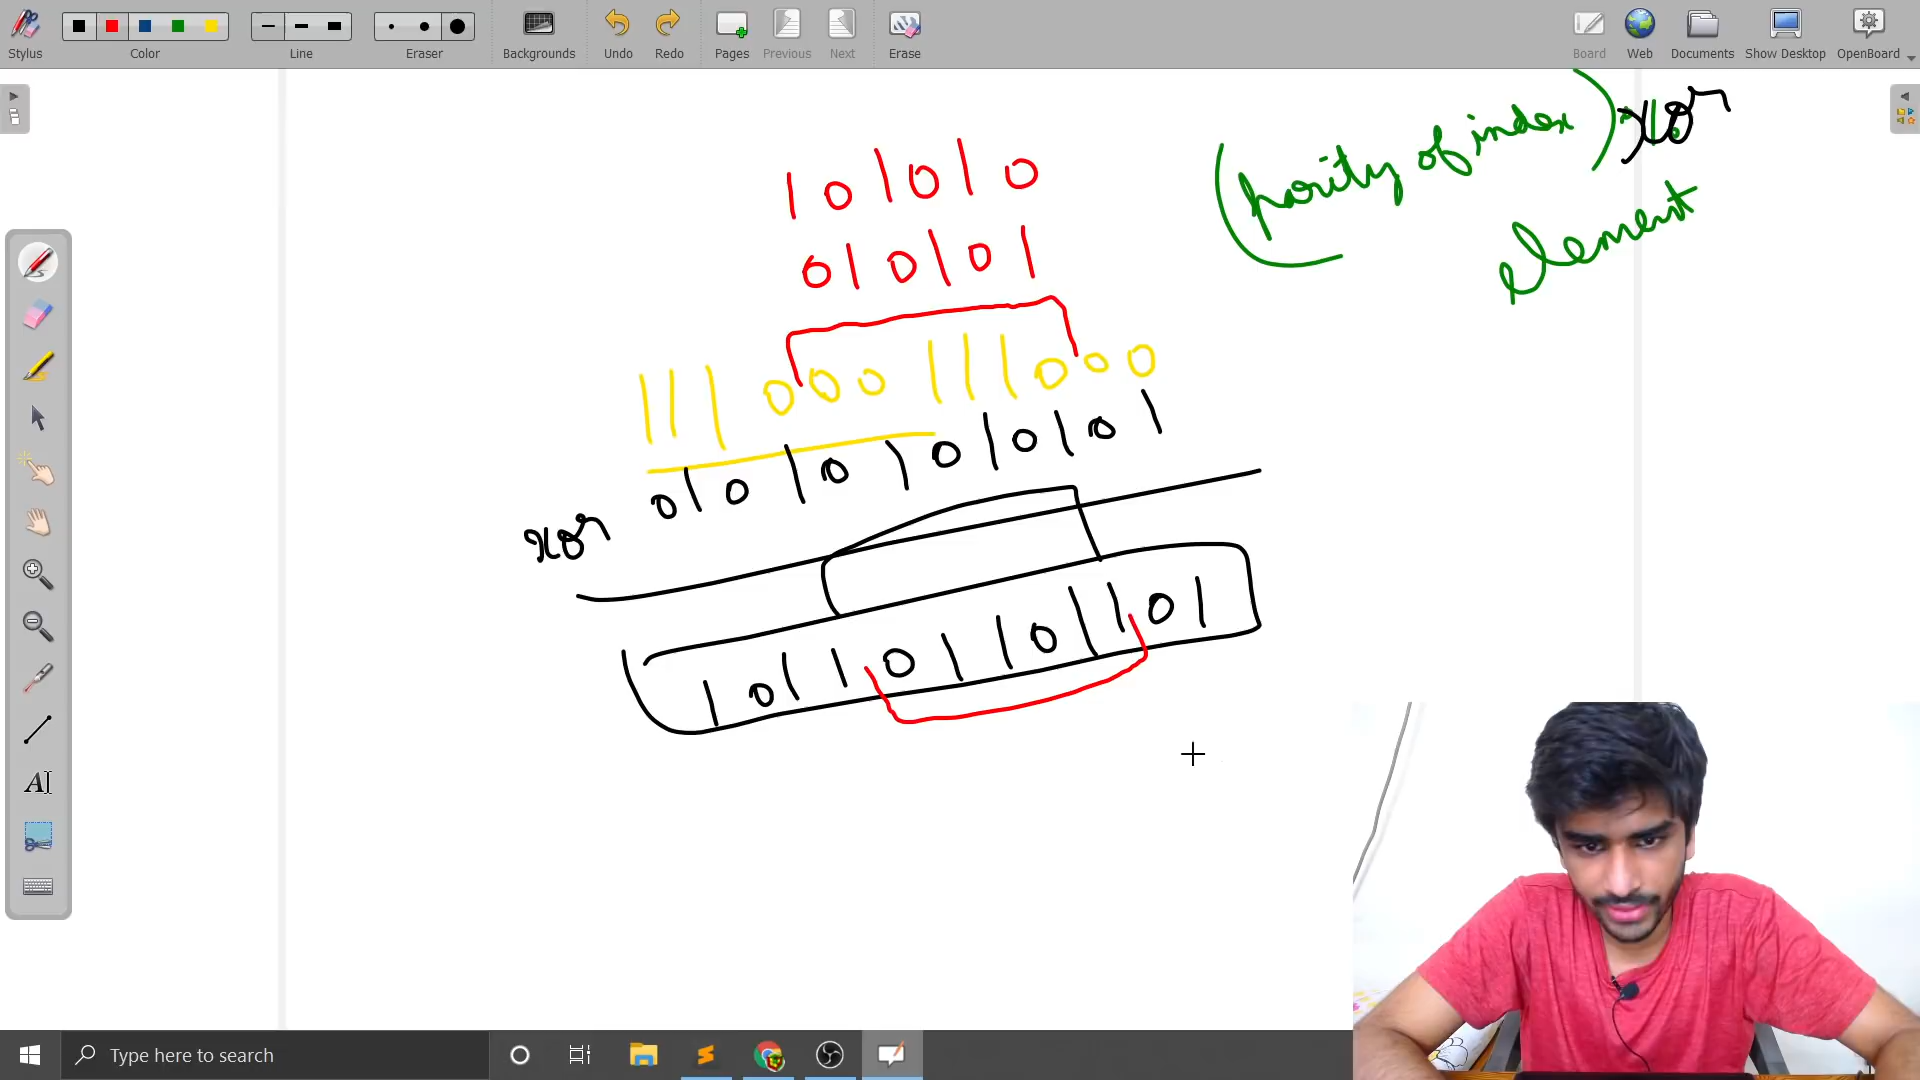 Stylus
Color
Line
Eraser
Backgrounds
Undo
Redo
Pages
Previous
Next
Erase
Board
Web
Documents
Show Desktop
OpenBoard
(parity of index) xor
element
1 0 1 0 1 0
0 1 0 1 0 1
1 1 1 0 0 0 1 1 1 0 0 0
0 1 0 1 0 1 0 1 0 1 0 1
xor
1 0 1 1 0 1 1 0 1 1 0 1
Type here to search